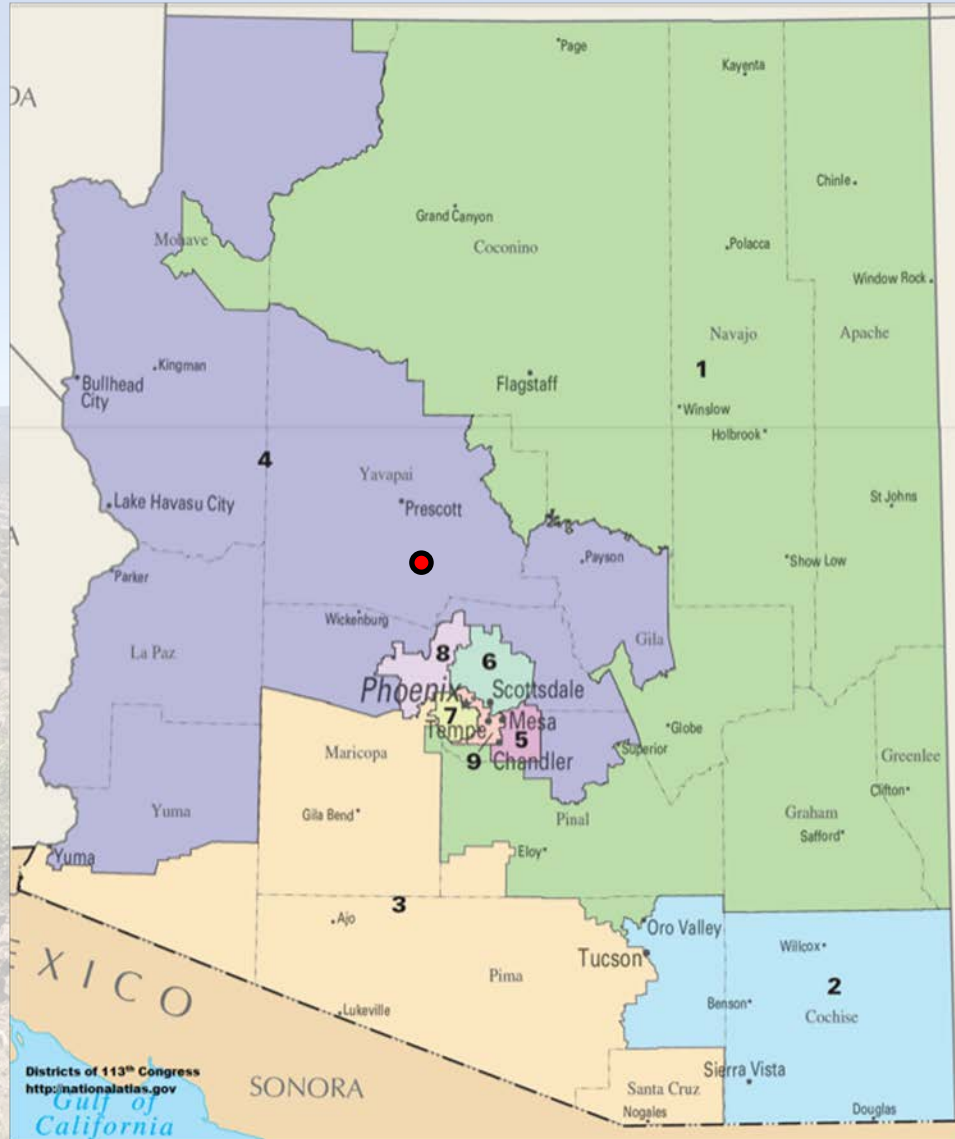 Page
Kayenta
DA
Chinle
Grand Canyon
Mohave
Coconino
Polacca
Window Rock
Navajo
Apache
Kingman
1
Bullhead
City
Flagstaff
Winslow
Holbrook
4
Yavapai
Lake Havasu City
Prescott
St Johns
A
Payson
Show Low
Parker
Wickenburg
La Paz
Gila
8
6
Phoenix
Scottsdale
7
Mesa
Tempe
5
Globe
Superior
Maricopa
9
Chandler
Greenlee
Clifton
Yuma
Gila Bend
Pinal
Graham
Safford
Yuma
Eloy
3
Ajo
Oro Valley
Tucson
Willcox
EXICO
Pima
2
Benson
Cochise
Lukeville
Districts of 113th Congress
http://nationalatlas.gov
Sierra Vista
SONORA
Santa Cruz
Gulf of
California
Nogales
Douglas